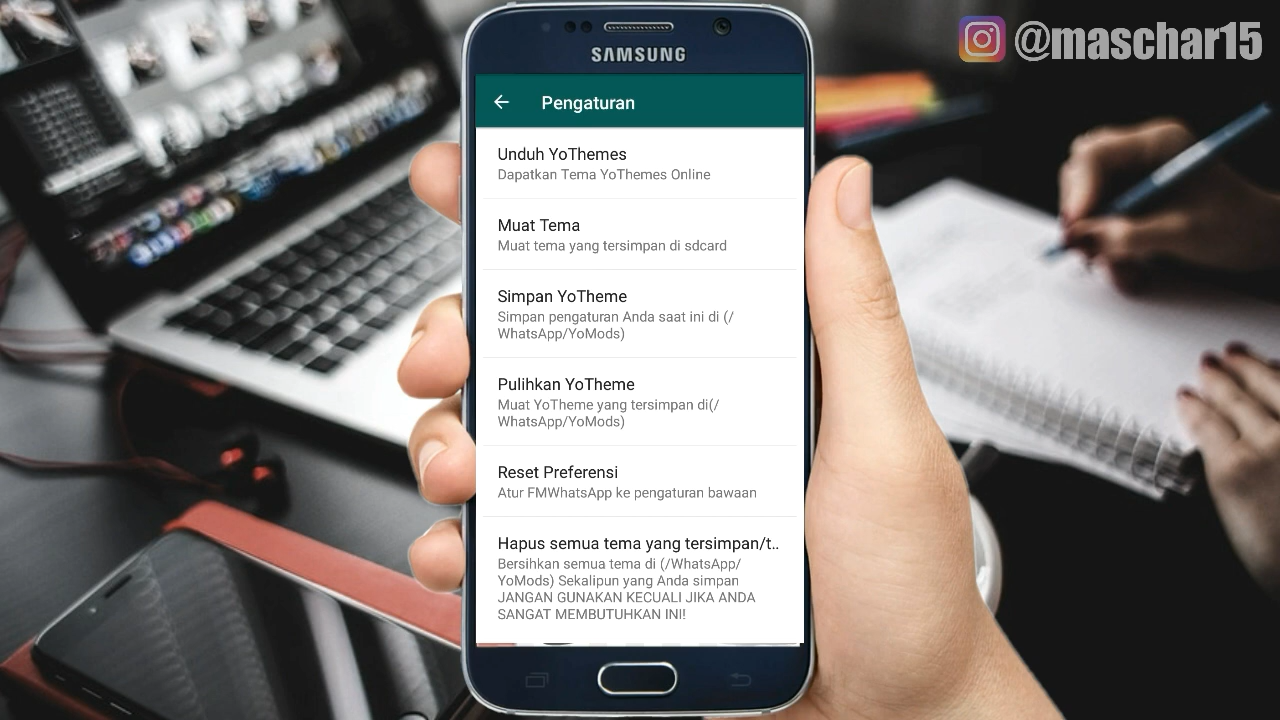 @maschar15
SAMSUNG
Pengaturan
Unduh YoThemes
Dapatkan Tema YoThemes Online
Muat Tema
Muat tema yang tersimpan di sdcard
Simpan YoTheme
Simpan pengaturan Anda saat ini di (/
WhatsApp/YoMods)
Pulihkan YoTheme
Muat YoTheme yang tersimpan di(/
WhatsApp/YoMods)
Reset Preferensi
Atur FMWhatsApp ke pengaturan bawaan
Hapus semua tema yang tersimpan/t..
Bersihkan semua tema di (/WhatsApp/
YoMods) Sekalipun yang Anda simpan
JANGAN GUNAKAN KECUALI JIKA ANDA
SANGAT MEMBUTUHKAN INI!